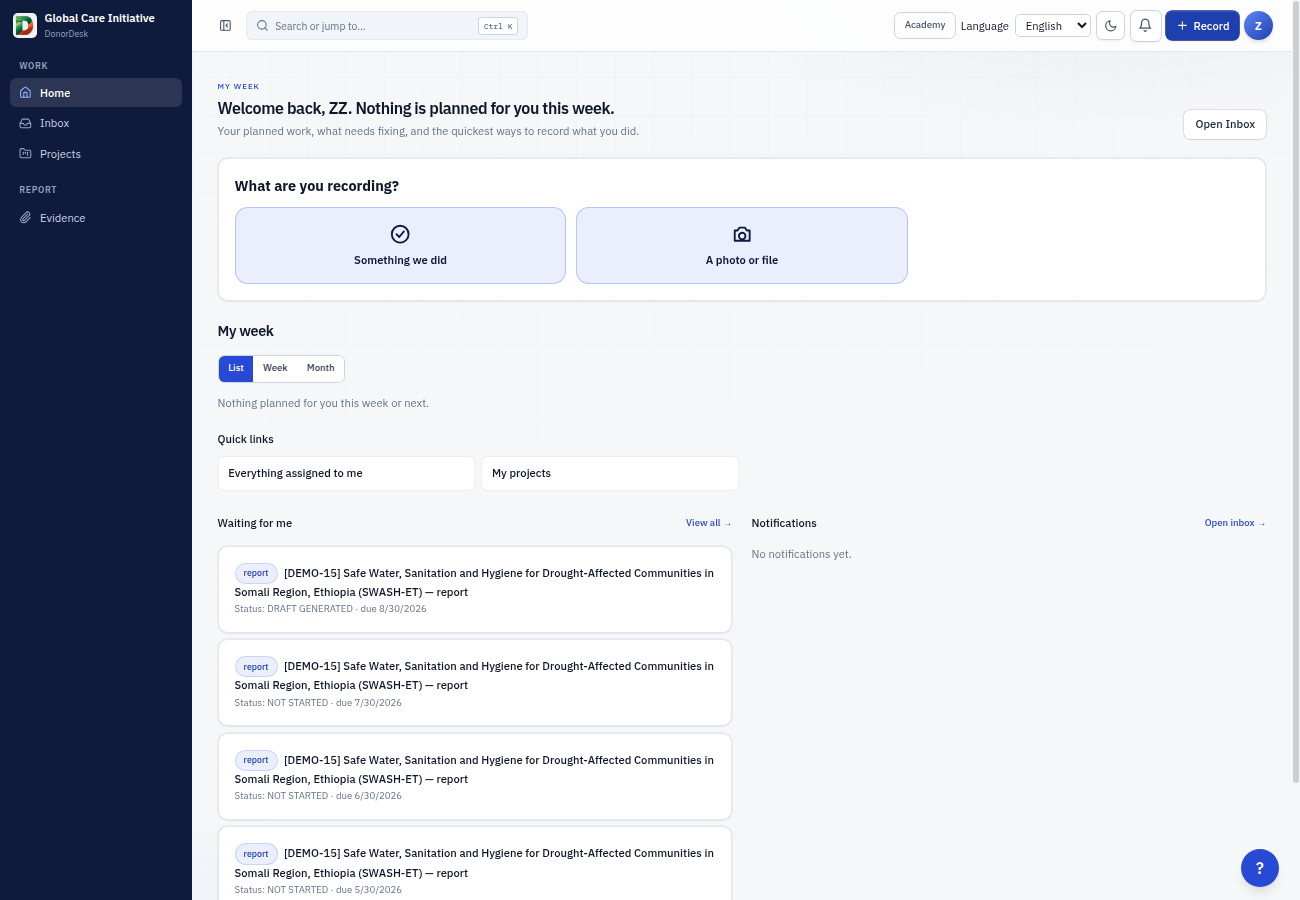 Global Care Initiative
DonorDesk
WORK
Home
Inbox
Projects
REPORT
Evidence
Search or jump to...
Ctrl K
Academy
Language
English
Record
Z
MY WEEK
Welcome back, ZZ. Nothing is planned for you this week.
Your planned work, what needs fixing, and the quickest ways to record what you did.
Open Inbox
What are you recording?
Something we did
A photo or file
My week
List
Week
Month
Nothing planned for you this week or next.
Quick links
Everything assigned to me
My projects
Waiting for me
View all →
report [DEMO-15] Safe Water, Sanitation and Hygiene for Drought-Affected Communities in
Somali Region, Ethiopia (SWASH-ET) — report
Status: DRAFT GENERATED · due 8/30/2026
report [DEMO-15] Safe Water, Sanitation and Hygiene for Drought-Affected Communities in
Somali Region, Ethiopia (SWASH-ET) — report
Status: NOT STARTED · due 7/30/2026
report [DEMO-15] Safe Water, Sanitation and Hygiene for Drought-Affected Communities in
Somali Region, Ethiopia (SWASH-ET) — report
Status: NOT STARTED · due 6/30/2026
report [DEMO-15] Safe Water, Sanitation and Hygiene for Drought-Affected Communities in
Somali Region, Ethiopia (SWASH-ET) — report
Status: NOT STARTED · due 5/30/2026
Notifications
Open inbox →
No notifications yet.
?